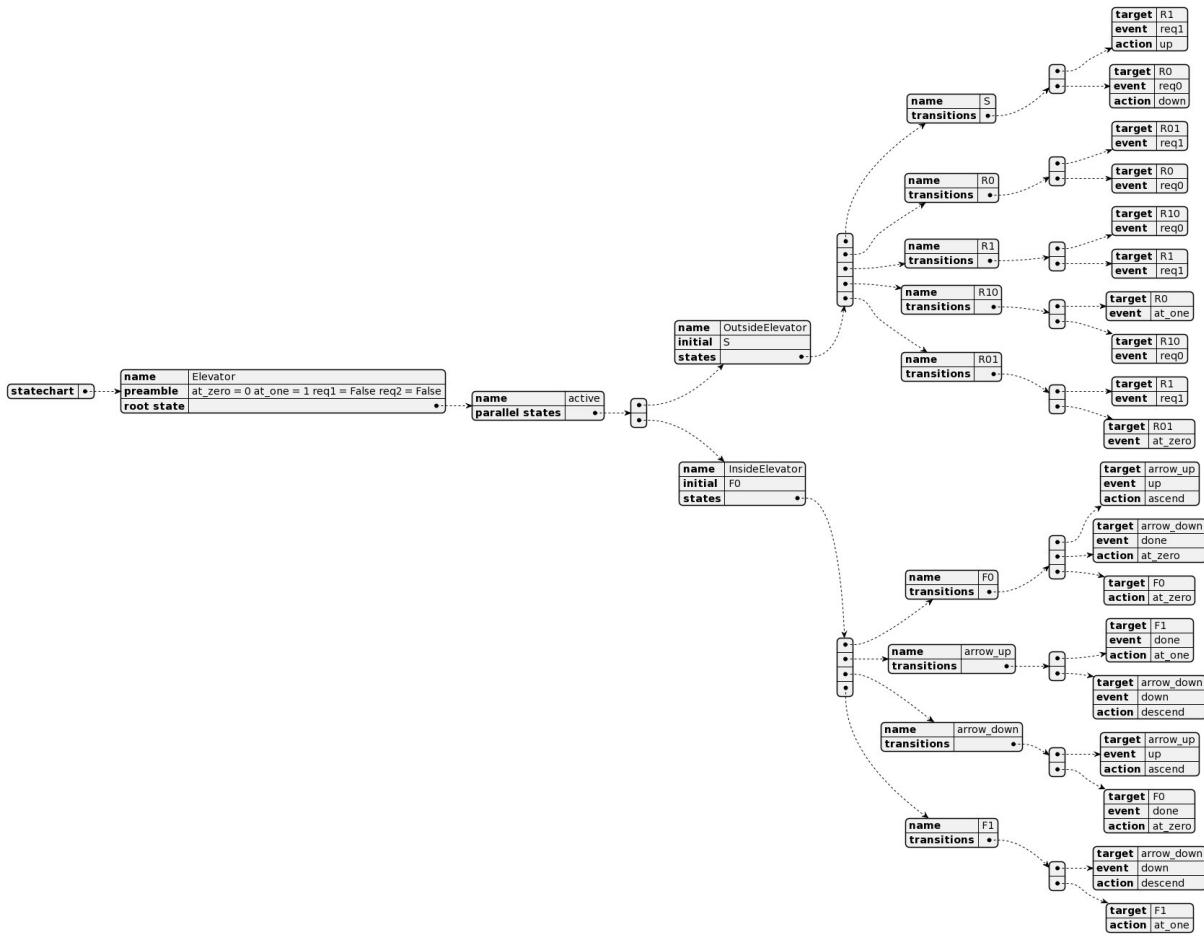 statechart
name Elevator
preamble at_zero = 0 at_one = 1 req1 = False req2 = False
root state
name active
parallel states
name OutsideElevator
initial S
states
name S
transitions
target R1
event req1
action up
target R0
event req0
action down
name R0
transitions
target R01
event req1
target R0
event req0
name R1
transitions
target R10
event req0
target R1
event req1
name R10
transitions
target R0
event at_one
target R10
event req0
name R01
transitions
target R1
event req1
target R01
event at_zero
name InsideElevator
initial F0
states
name F0
transitions
target arrow_up
event up
action ascend
target arrow_down
event done
action at_zero
target F0
action at_zero
name arrow_up
transitions
target F1
event done
action at_one
target arrow_down
event down
action descend
name arrow_down
transitions
target arrow_up
event up
action ascend
target F0
event done
action at_zero
name F1
transitions
target arrow_down
event down
action descend
target F1
action at_one